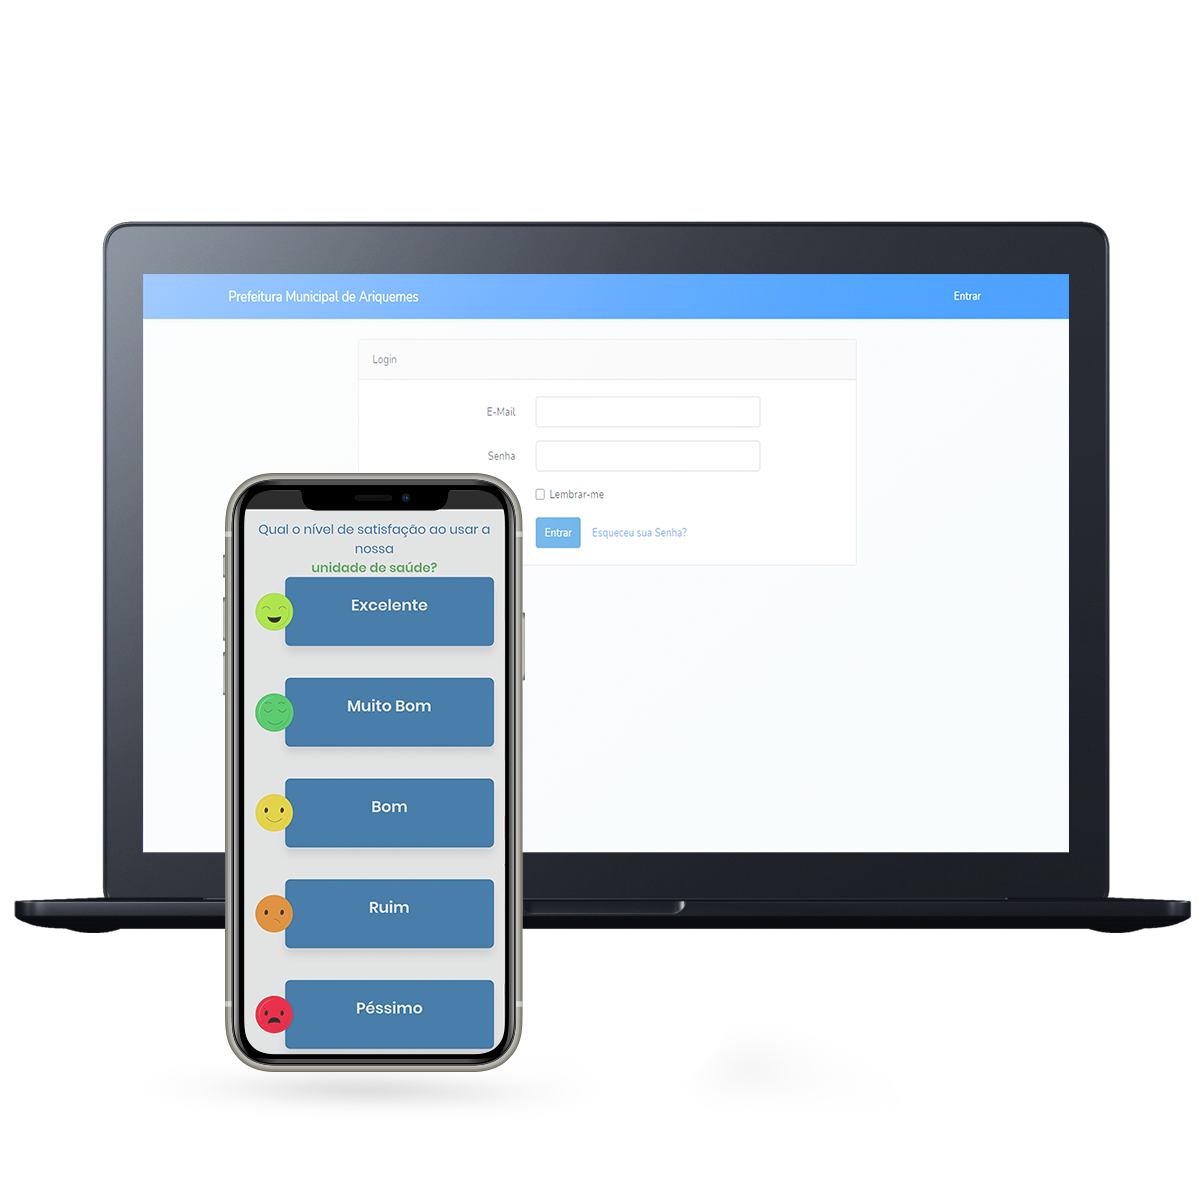 Prefeitura Municipal de Ariquemes
Entrar
Login
E-Mail
Senha
Lembrar-me
Entrar
Esqueceu sua Senha?
Qual o nível de satisfação ao usar a
nossa
unidade de saúde?
Excelente
Muito Bom
Bom
Ruim
Péssimo